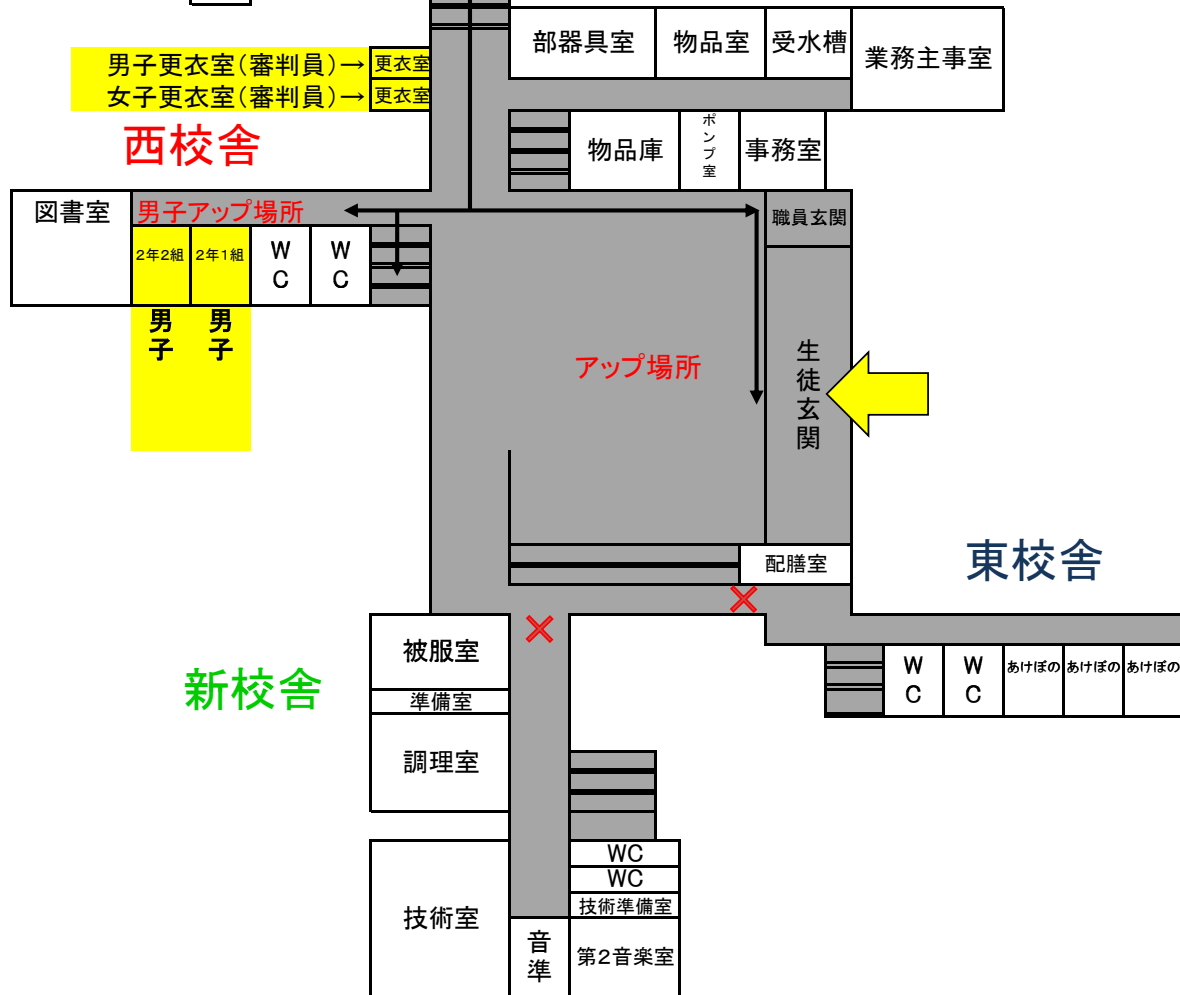 部器具室
物品室
受水槽
業務主事室
男子更衣室(審判員)→
更衣室
女子更衣室(審判員)→
更衣室
西校舎
物品庫
ポンプ室
事務室
図書室
男子アップ場所
職員玄関
2年2組
2年1組
WC
WC
男子
男子
アップ場所
生徒玄関
配膳室
東校舎
被服室
準備室
調理室
新校舎
WC
WC
あけぼの
あけぼの
あけぼの
WC
WC
技術準備室
技術室
音準
第2音楽室